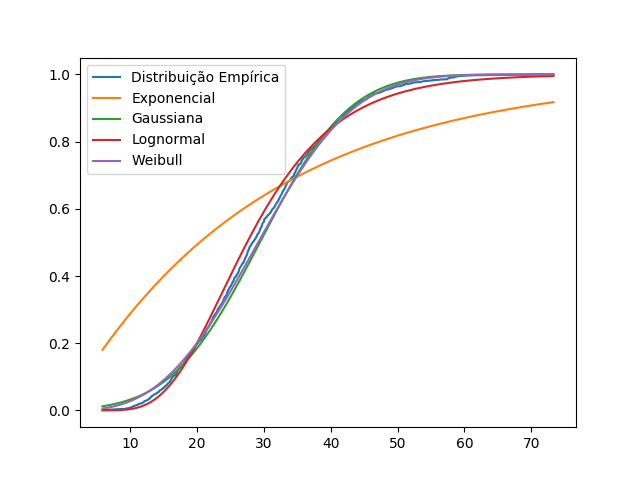 1.0
0.8
0.6
0.4
0.2
0.0
Distribuição Empírica
Exponencial
Gaussiana
Lognormal
Weibull
10 20 30 40 50 60 70